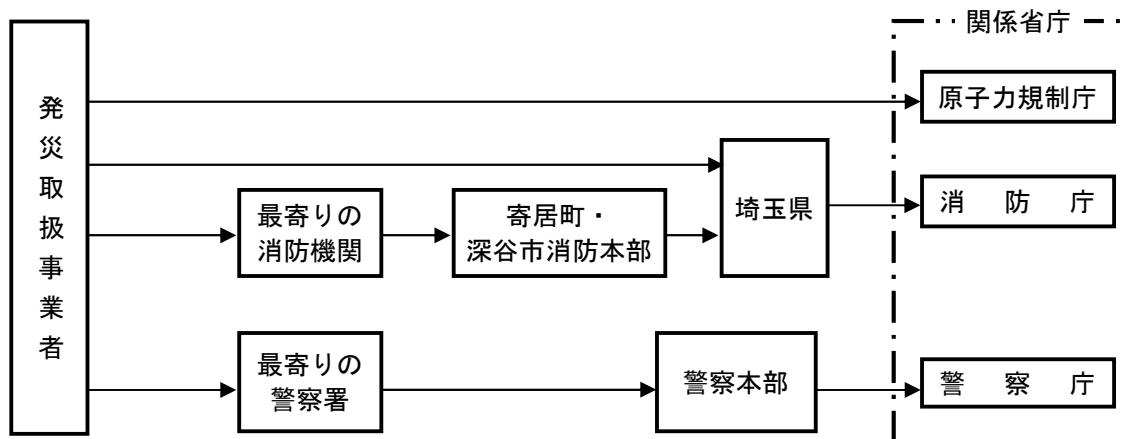 関係省庁
発災取扱事業者
原子力規制庁
埼玉県
消防庁
最寄りの
消防機関
寄居町・
深谷市消防本部
最寄りの
警察署
警察本部
警察庁